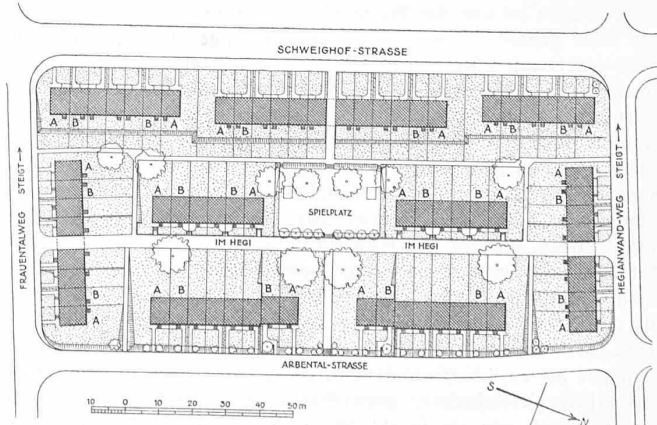 SCHWEIGHOF-STRASSE
A B B A A B B A A B B A
FRAUENTALWEG STEIGT
HEGIANWAND-WEG STEIGT
A
B
A B B A
SPIELPLATZ
A B B A
A
B
IM HEGI
IM HEGI
B
A
A B B A
A B B A
B
A
ARBENTAL-STRASSE
10 0 10 20 30 40 50 m
S
N